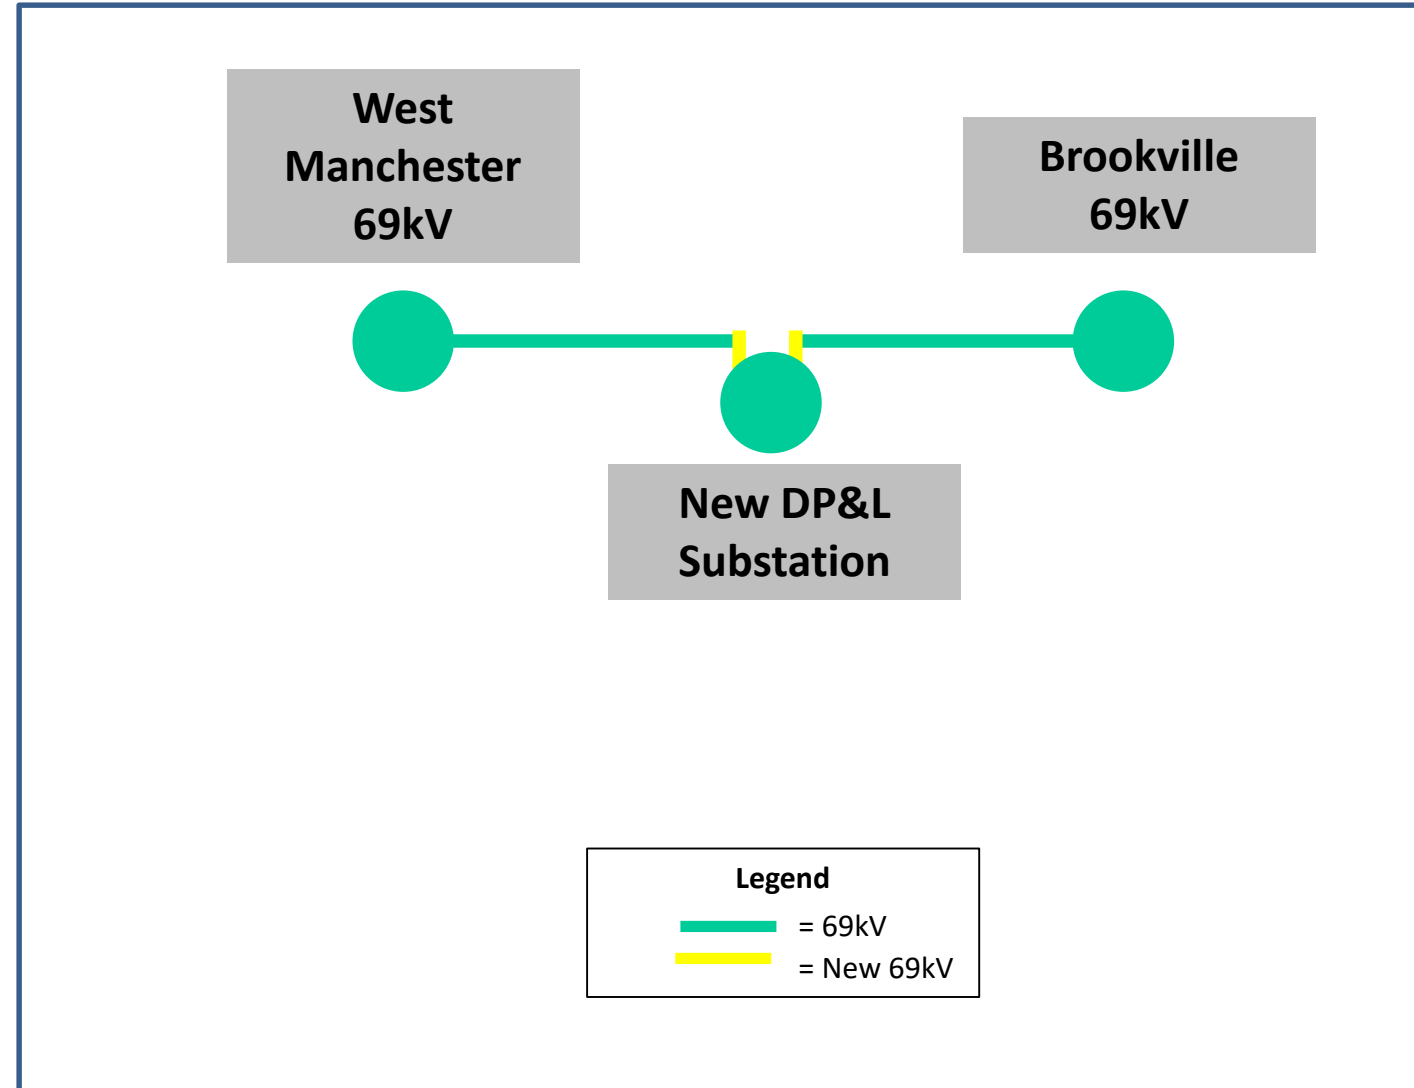 West
Manchester
69kV
Brookville
69kV
New DP&L
Substation
Legend
= 69kV
= New 69kV